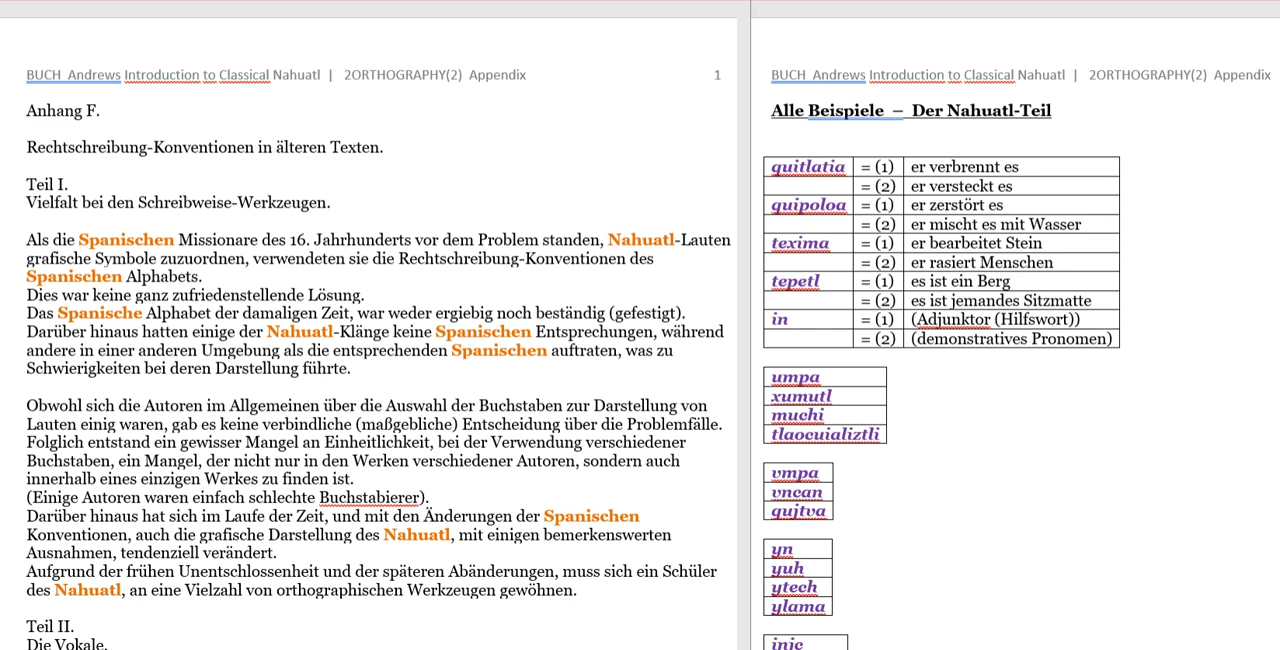 BUCH Andrews Introduction to Classical Nahuatl | 2ORTHOGRAPHY(2) Appendix 1
Anhang F.
Rechtschreibung-Konventionen in älteren Texten.
Teil I.
Vielfalt bei den Schreibweise-Werkzeugen.
Als die Spanischen Missionare des 16. Jahrhunderts vor dem Problem standen, Nahuatl-Lauten
grafische Symbole zuzuordnen, verwendeten sie die Rechtschreibung-Konventionen des
Spanischen Alphabets.
Dies war keine ganz zufriedenstellende Lösung.
Das Spanische Alphabet der damaligen Zeit, war weder ergiebig noch beständig (gefestigt).
Darüber hinaus hatten einige der Nahuatl-Klänge keine Spanischen Entsprechungen, während
andere in einer anderen Umgebung als die entsprechenden Spanischen auftraten, was zu
Schwierigkeiten bei deren Darstellung führte.
Obwohl sich die Autoren im Allgemeinen über die Auswahl der Buchstaben zur Darstellung von
Lauten einig waren, gab es keine verbindliche (maßgebliche) Entscheidung über die Problemfälle.
Folglich entstand ein gewisser Mangel an Einheitlichkeit, bei der Verwendung verschiedener
Buchstaben, ein Mangel, der nicht nur in den Werken verschiedener Autoren, sondern auch
innerhalb eines einzigen Werkes zu finden ist.
(Einige Autoren waren einfach schlechte Buchstabierer).
Darüber hinaus hat sich im Laufe der Zeit, und mit den Änderungen der Spanischen
Konventionen, auch die grafische Darstellung des Nahuatl, mit einigen bemerkenswerten
Ausnahmen, tendenziell verändert.
Aufgrund der frühen Unentschlossenheit und der späteren Abänderungen, muss sich ein Schüler
des Nahuatl, an eine Vielzahl von orthographischen Werkzeugen gewöhnen.
Teil II.
Die Vokale.
BUCH Andrews Introduction to Classical Nahuatl | 2ORTHOGRAPHY(2) Appendix
Alle Beispiele – Der Nahuatl-Teil
quitlatia = (1) er verbrennt es
= (2) er versteckt es
quipoloa = (1) er zerstört es
= (2) er mischt es mit Wasser
texima = (1) er bearbeitet Stein
= (2) er rasiert Menschen
tepetl = (1) es ist ein Berg
= (2) es ist jemandes Sitzmatte
in = (1) (Adjunktor (Hilfswort))
= (2) (demonstratives Pronomen)
umpa
xumutl
muchi
tlaocuializtli
vmpa
vncan
qujtva
yn
yuh
ytech
ylama
injc